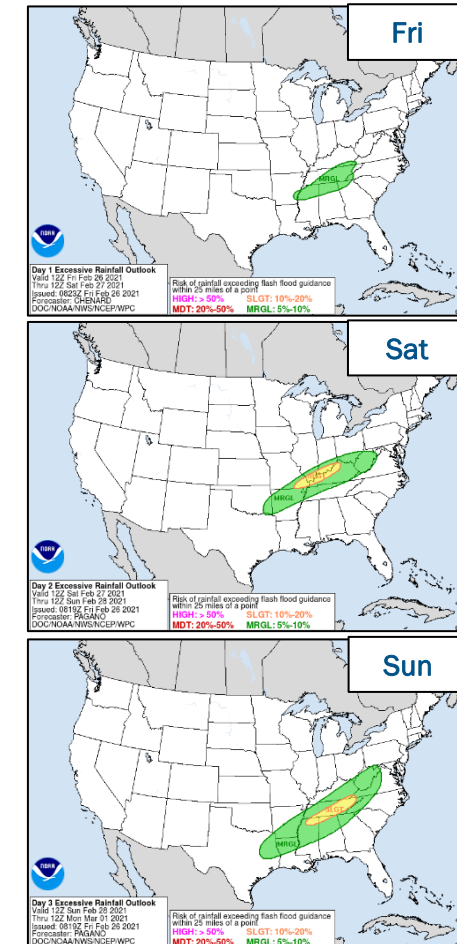 Fri
MRGL
NOAA
Day 1 Excessive Rainfall Outlook
Valid 12Z Fri Feb 26 2021
Thru 12Z Sat Feb 27 2021
Issued: 0823Z Fri Feb 26 2021
Forecaster: CHENARD
DOC/NOAA/NWS/NCEP/WPC
Risk of rainfall exceeding flash flood guidance
within 25 miles of a point
HIGH: > 50% SLGT: 10%-20%
MDT: 20%-50% MRGL: 5%-10%
Sat
SLGT
MRGL
NOAA
Day 2 Excessive Rainfall Outlook
Valid 12Z Sat Feb 27 2021
Thru 12Z Sun Feb 28 2021
Issued: 0819Z Fri Feb 26 2021
Forecaster: PAGANO
DOC/NOAA/NWS/NCEP/WPC
Risk of rainfall exceeding flash flood guidance
within 25 miles of a point
HIGH: > 50% SLGT: 10%-20%
MDT: 20%-50% MRGL: 5%-10%
Sun
SLGT
MRGL
NOAA
Day 3 Excessive Rainfall Outlook
Valid 12Z Sun Feb 28 2021
Thru 12Z Mon Mar 01 2021
Issued: 0819Z Fri Feb 26 2021
Forecaster: PAGANO
DOC/NOAA/NWS/NCEP/WPC
Risk of rainfall exceeding flash flood guidance
within 25 miles of a point
HIGH: > 50% SLGT: 10%-20%
MDT: 20%-50% MRGL: 5%-10%